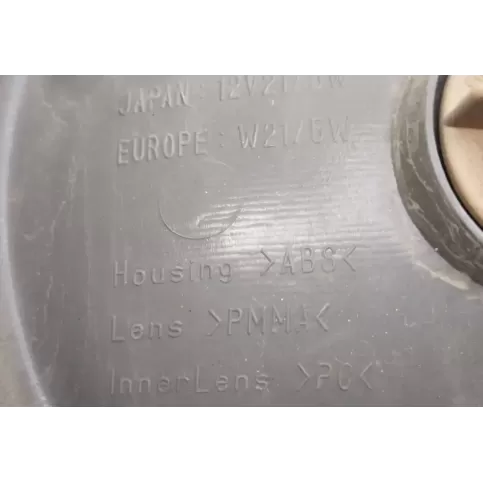 JAPAN : 12V21/5W
EUROPE : W21/5W
Housing >ABS<
Lens >PMMA<
InnerLens >PC<